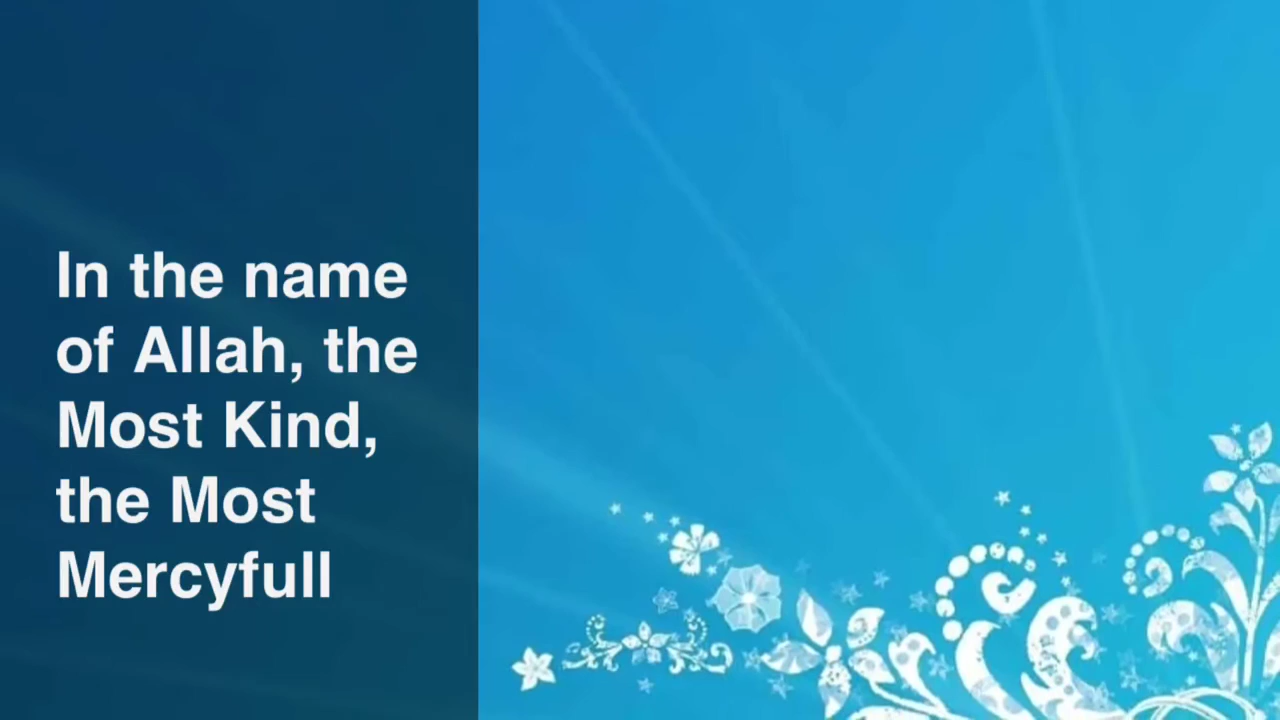 In the name
of Allah, the
Most Kind,
the Most
Mercyfull